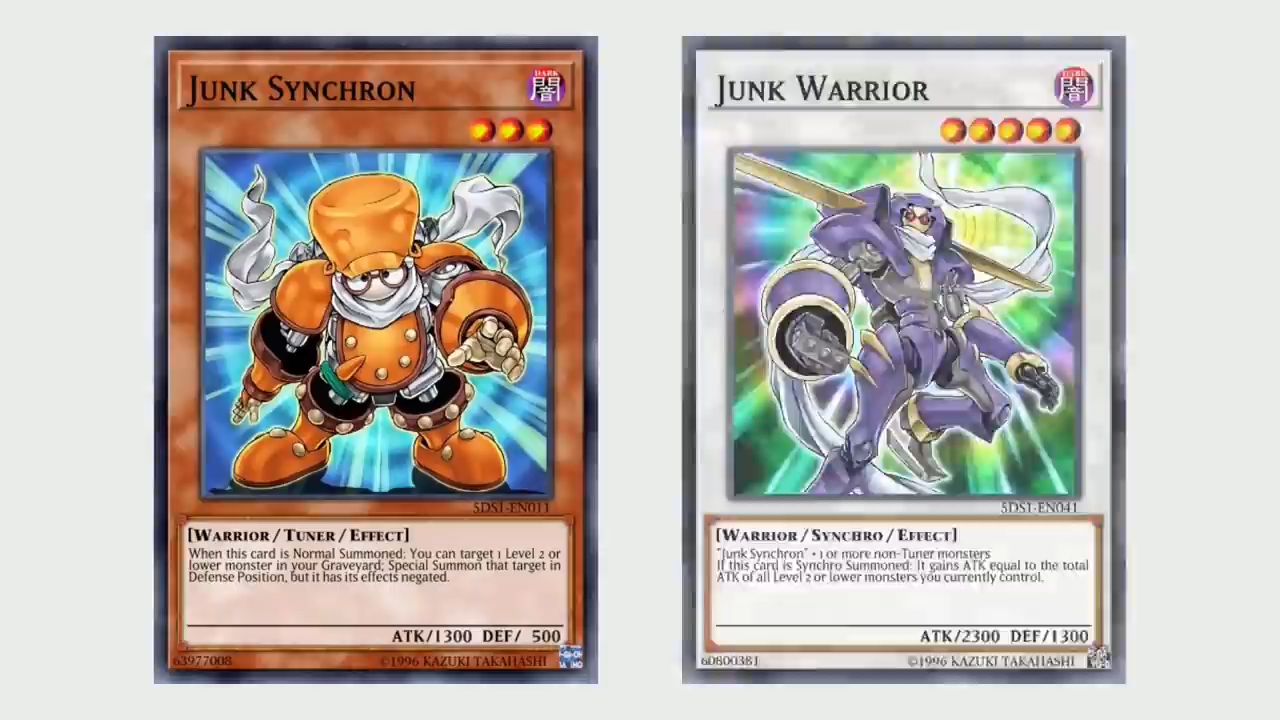 JUNK SYNCHRON
DARK
闇
5DS1-EN011
[WARRIOR / TUNER / EFFECT]
When this card is Normal Summoned: You can target 1 Level 2 or
lower monster in your Graveyard; Special Summon that target in
Defense Position, but it has its effects negated.
ATK/1300 DEF/ 500
63977008
©1996 KAZUKI TAKAHASHI
JUNK WARRIOR
DARK
闇
5DS1-EN041
[WARRIOR / SYNCHRO / EFFECT]
"Junk Synchron" + 1 or more non-Tuner monsters
If this card is Synchro Summoned: It gains ATK equal to the total
ATK of all Level 2 or lower monsters you currently control.
ATK/2300 DEF/1300
60800381
©1996 KAZUKI TAKAHASHI